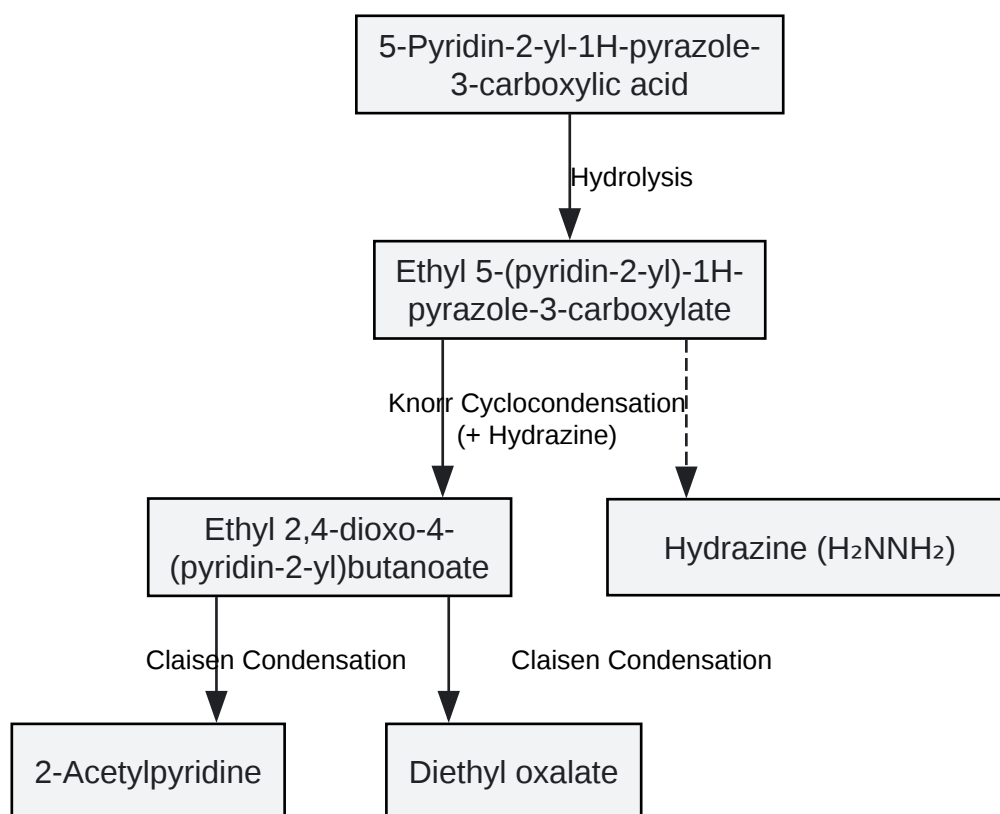 5-Pyridin-2-yl-1H-pyrazole-
3-carboxylic acid
Hydrolysis
Ethyl 5-(pyridin-2-yl)-1H-
pyrazole-3-carboxylate
Knorr Cyclocondensation
(+ Hydrazine)
Ethyl 2,4-dioxo-4-
(pyridin-2-yl)butanoate
Hydrazine (H₂NNH₂)
Claisen Condensation
Claisen Condensation
2-Acetylpyridine
Diethyl oxalate